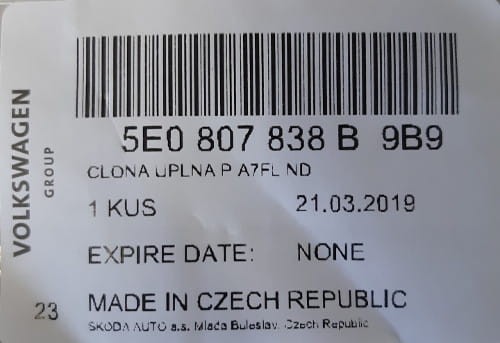 VOLKSWAGEN
GROUP
5E0 807 838 B 9B9
CLONA UPLNA P A7FL ND
1 KUS 21.03.2019
EXPIRE DATE: NONE
23 MADE IN CZECH REPUBLIC
SKODA AUTO a.s. Mlada Buleslav, Czech Republic